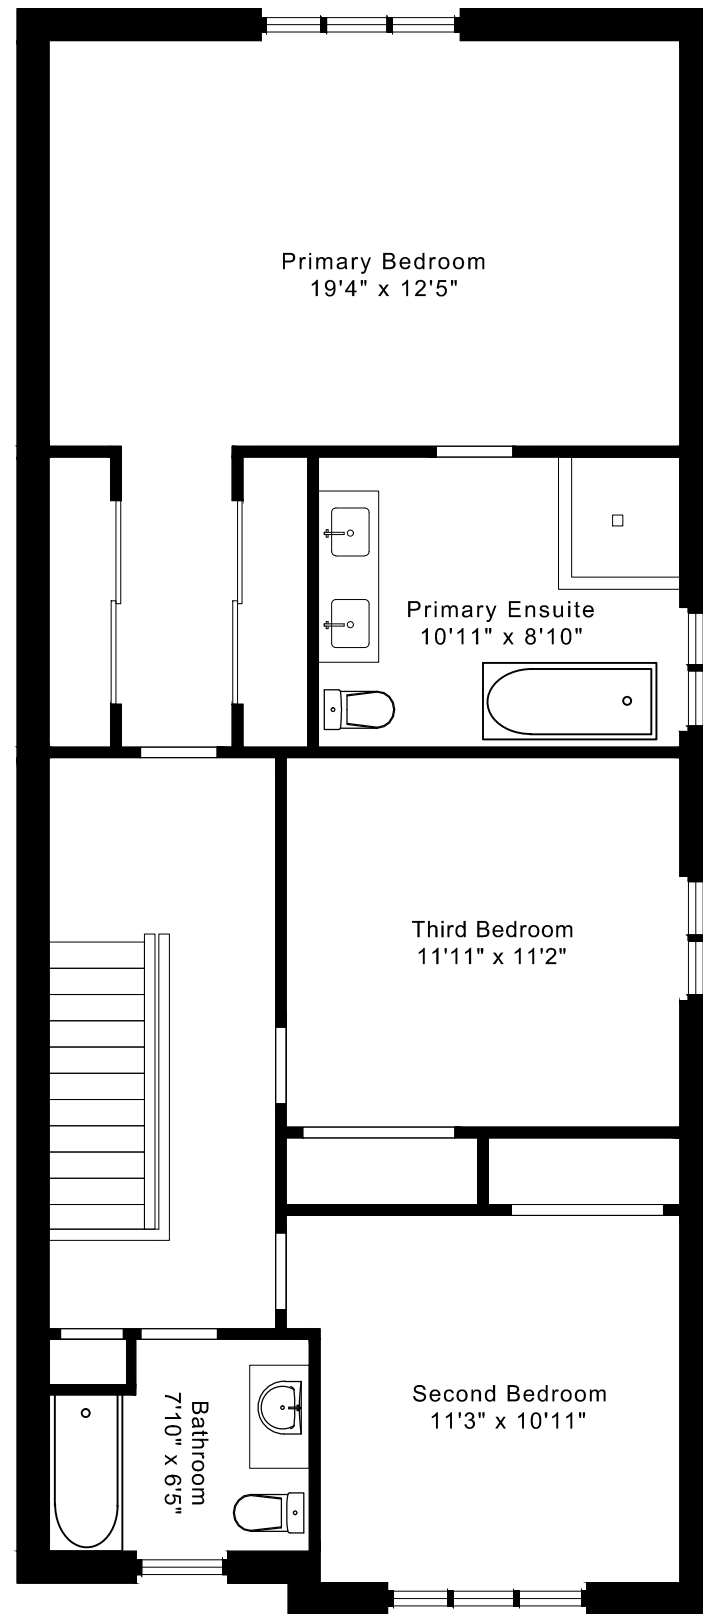 Primary Bedroom
19'4" x 12'5"
Primary Ensuite
10'11" x 8'10"
Third Bedroom
11'11" x 11'2"
Second Bedroom
11'3" x 10'11"
Bathroom
7'10" x 6'5"